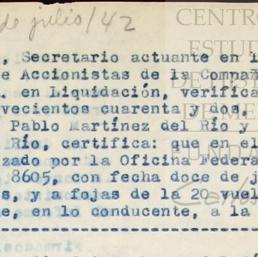 de julio/42
CENTRO
ESTU
, Secretario actuante en l
e Accionistas de la Compañ
. en Liquidación, verific
vecientos cuarenta y dos.
Pablo Martínez del Río y
Río, certifica: que en el
zado por la Oficina Federa
8605, con fecha doce de j
s, y a fojas de la 20 vuel
e, en lo conducente, a la